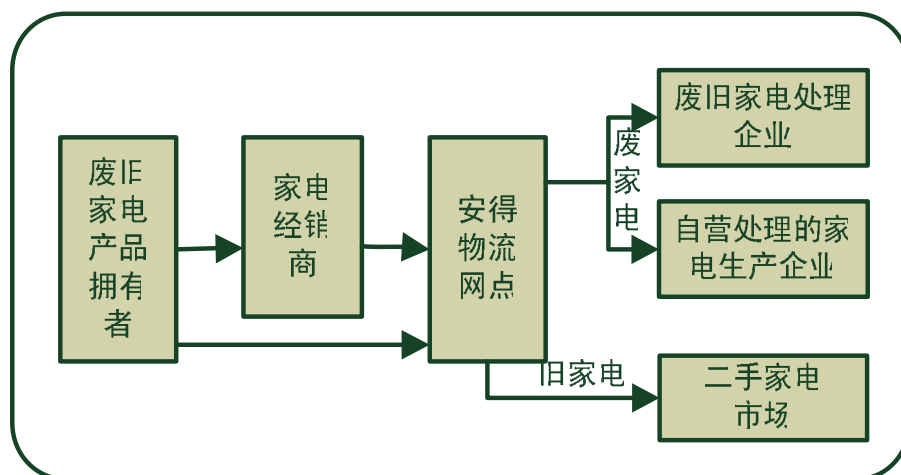 废旧
家电
产品
拥有
者
家电
经销
商
安得
物流
网点
废
家
电
旧家电
废旧家电处理
企业
自营处理的家
电生产企业
二手家电
市场